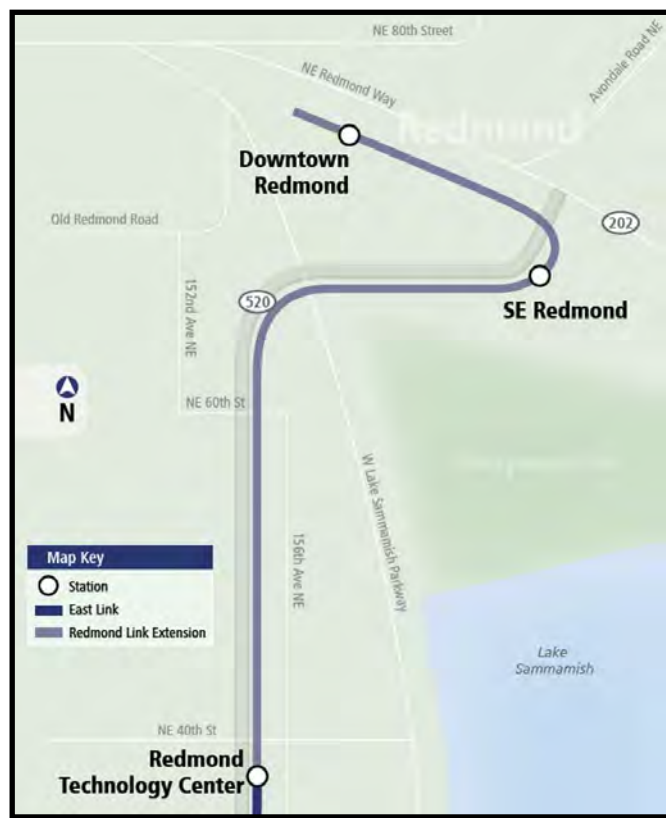 NE 80th Street
Avondale Road NE
NE Redmond Way
Redmond
Downtown
Redmond
Old Redmond Road
202
152nd Ave NE
520
SE Redmond
N
NE 60th St
W Lake Sammamish Parkway
156th Ave NE
Map Key
Station
East Link
Redmond Link Extension
Lake
Sammamish
NE 40th St
Redmond
Technology Center